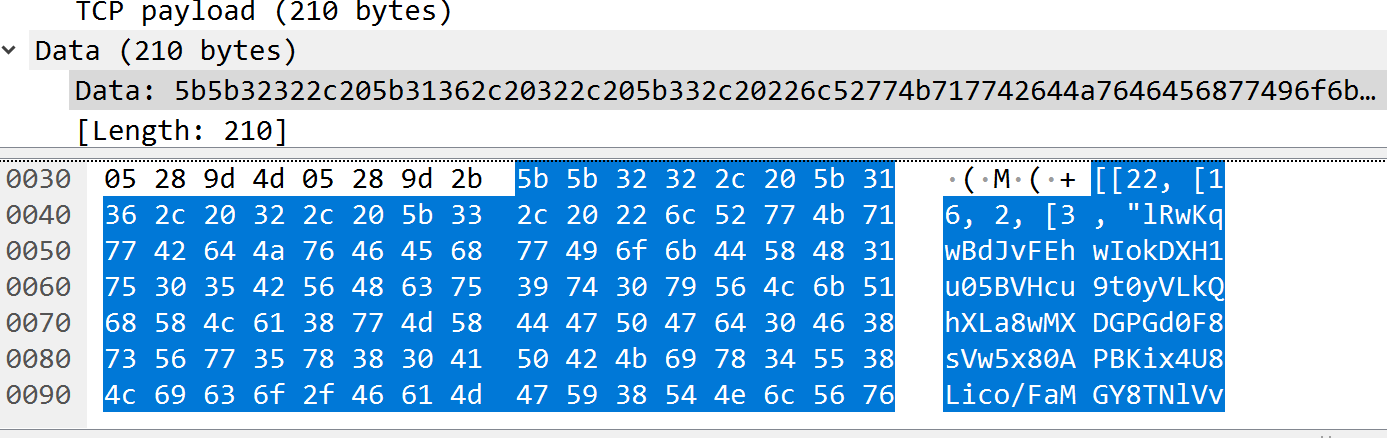 TCP payload (210 bytes)
Data (210 bytes)
Data: 5b5b32322c205b31362c20322c205b332c20226c52774b717742644a7646456877496f6b…
[Length: 210]
0030 05 28 9d 4d 05 28 9d 2b 5b 5b 32 32 2c 20 5b 31 ·(·M·(·+[[22, [1
0040 36 2c 20 32 2c 20 5b 33 2c 20 22 6c 52 77 4b 71 6, 2, [3, "lRwKq
0050 77 42 64 4a 76 46 45 68 77 49 6f 6b 44 58 48 31 wBdJvFEh wIokDXH1
0060 75 30 35 42 56 48 63 75 39 74 30 79 56 4c 6b 51 u05BVHcu 9t0yVLkQ
0070 68 58 4c 61 38 77 4d 58 44 47 50 47 64 30 46 38 hXLa8wMX DGPGd0F8
0080 73 56 77 35 78 38 30 41 50 42 4b 69 78 34 55 38 sVw5x80A PBKix4U8
0090 4c 69 63 6f 2f 46 61 4d 47 59 38 54 4e 6c 56 76 Lico/FaM GY8TNlVv